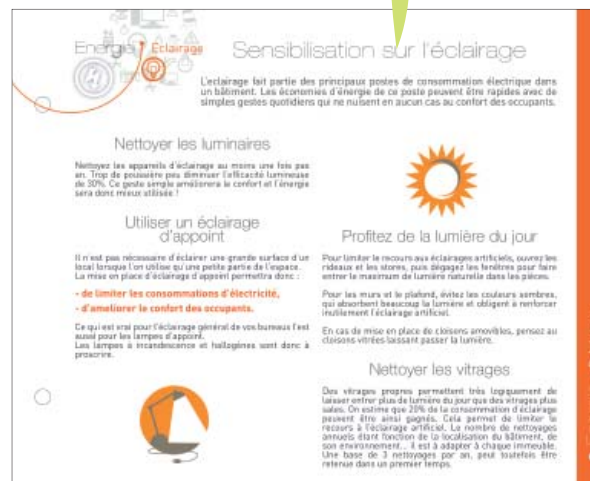 Energie Eclairage
Sensibilisation sur l'éclairage
L'eclairage fait partie des principaux postes de consommation électrique dans
un bâtiment. Les économies d'énergie de ce poste peuvent être rapides avec de
simples gestes quotidiens qui ne nuisent en aucun cas au confort des occupants.
Nettoyer les luminaires
Nettoyez les appareils d'éclairage au moins une fois pas
an. Trop de poussière peu diminuer l'efficacité lumineuse
de 30%. Ce geste simple améliorera le confort et l'énergie
sera donc mieux utilisée !
Utiliser un éclairage
d'appoint
Il n'est pas nécessaire d'éclairer une grande surface d'un
local lorsque l'on utilise qu'une petite partie de l'espace.
La mise en place d'éclairage d'appoint permettra donc :
- de limiter les consommations d'électricité,
- d'ameliorer le confort des occupants.
Ce qui est vrai pour l'éclairage général de vos bureaux l'est
aussi pour les lampes d'appoint.
Les lampes à incandescence et hallogènes sont donc à
proscrire.
Profitez de la lumière du jour
Pour limiter le recours aux éclairages artificiels, ouvrez les
rideaux et les stores, puis dégagez les fenêtres pour faire
entrer le maximum de lumière naturelle dans les pièces.
Pour les murs et le plafond, évitez les couleurs sombres,
qui absorbent beaucoup la lumière et obligent à renforcer
inutilement l'éclairage artificiel.
En cas de mise en place de cloisons amovibles, pensez au
cloisons vitrées laissant passer la lumière.
Nettoyer les vitrages
Des vitrages propres permettent très logiquement de
laisser entrer plus de lumière du jour que des vitrages plus
sales. On estime que 20% de la consommation d'éclairage
peuvent être ainsi gagnés. Cela permet de limiter le
recours à l'éclairage artificiel. Le nombre de nettoyages
annuels étant fonction de la localisation du bâtiment, de
son environnement... il est à adapter à chaque immeuble.
Une base de 3 nettoyages par an, peut toutefois être
retenue dans un premier temps.